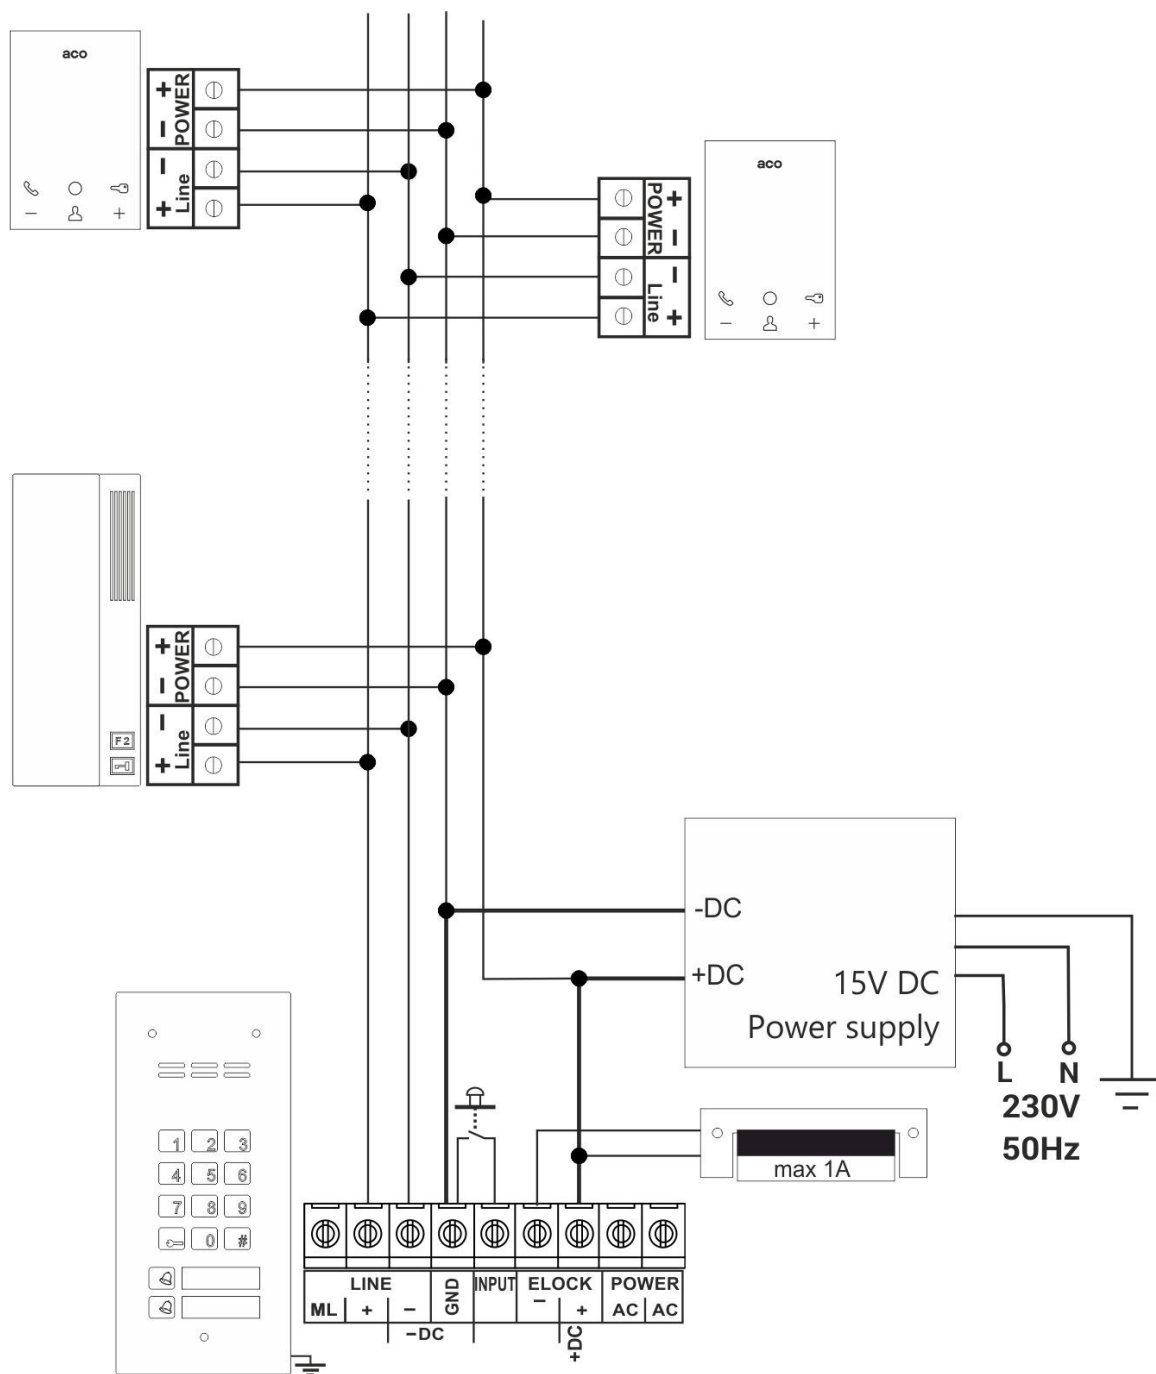 aco
+
−
POWER
−
+
Line
− +
aco
POWER
+
−
Line
−
+
− +
+
−
POWER
−
+
Line
F2
-DC
+DC
15V DC
Power supply
L N
230V
50Hz
max 1A
1 2 3
4 5 6
7 8 9
0 #
LINE GND INPUT ELOCK POWER
ML + − − + AC AC
−DC +DC